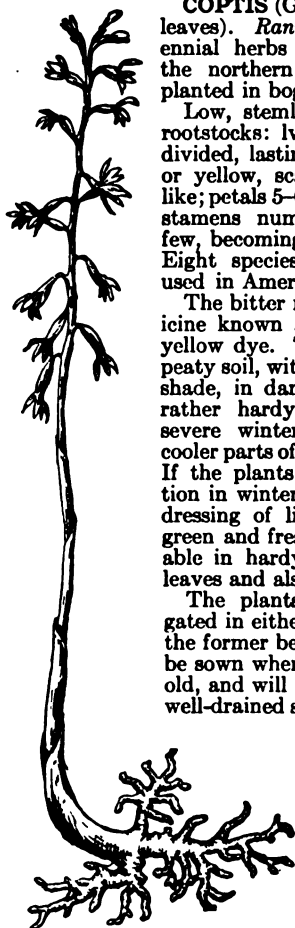 COPTIS (G
leaves). Ran
ennial herbs
the northern
planted in bog
Low, steml
rootstocks: lv
divided, lastin
or yellow, sc
like; petals 5-
stamens num
few, becoming
Eight species
used in Amer
The bitter r
icine known
yellow dye.
peaty soil, wit
shade, in dar
rather hardy
severe winter
cooler parts of
If the plants
tion in winter
dressing of li
green and fres
able in hardy
leaves and als
The plants
gated in eithe
the former be
be sown when
old, and will
well-drained s